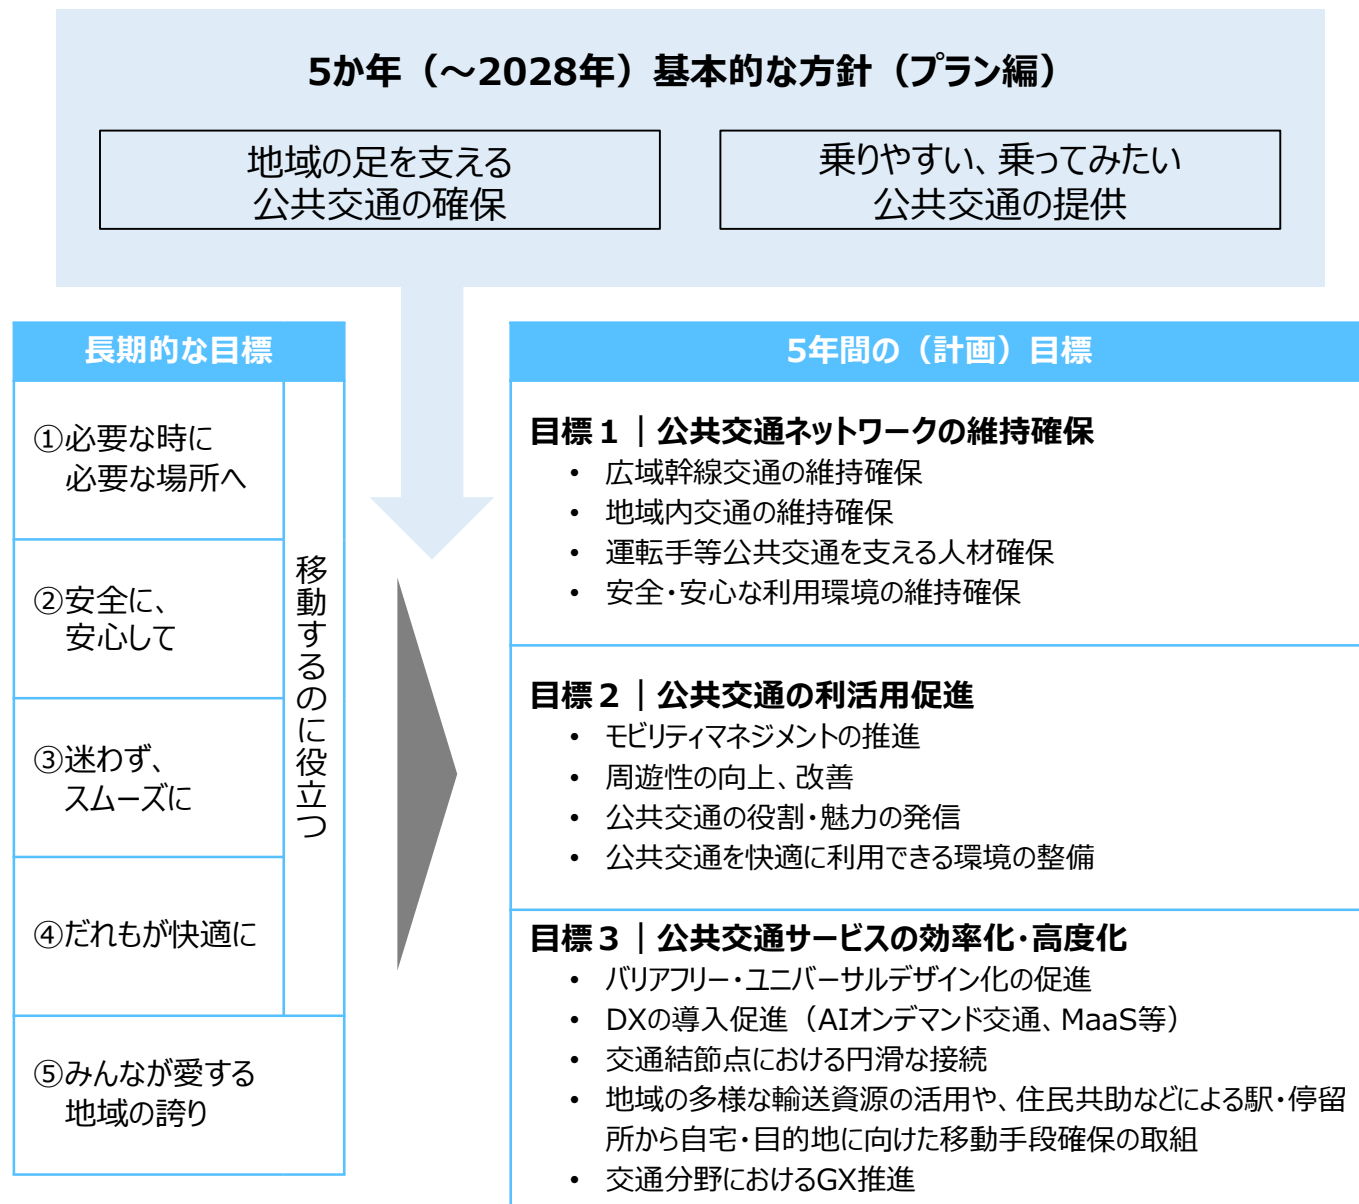 5か年（～2028年）基本的な方針（プラン編）
地域の足を支える
公共交通の確保
乗りやすい、乗ってみたい
公共交通の提供
長期的な目標
①必要な時に
必要な場所へ
②安全に、
安心して
③迷わず、
スムーズに
④だれもが快適に
移動するのに役立つ
⑤みんなが愛する
地域の誇り
5年間の（計画）目標
目標１｜公共交通ネットワークの維持確保
• 広域幹線交通の維持確保
• 地域内交通の維持確保
• 運転手等公共交通を支える人材確保
• 安全・安心な利用環境の維持確保
目標２｜公共交通の利活用促進
• モビリティマネジメントの推進
• 周遊性の向上、改善
• 公共交通の役割・魅力の発信
• 公共交通を快適に利用できる環境の整備
目標３｜公共交通サービスの効率化・高度化
• バリアフリー・ユニバーサルデザイン化の促進
• DXの導入促進（AIオンデマンド交通、MaaS等）
• 交通結節点における円滑な接続
• 地域の多様な輸送資源の活用や、住民共助などによる駅・停留
所から自宅・目的地に向けた移動手段確保の取組
• 交通分野におけるGX推進